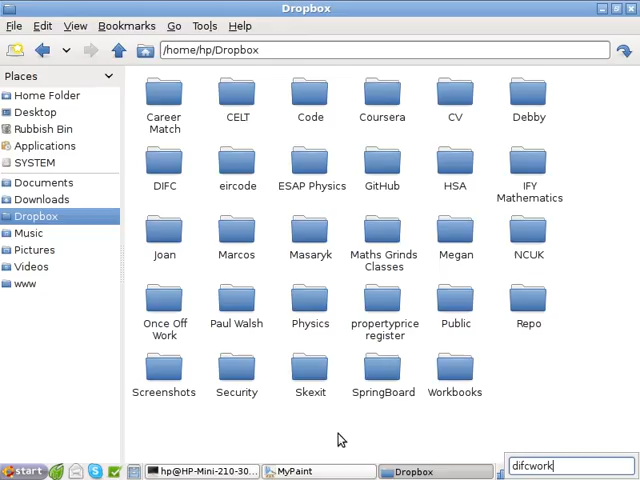 Dropbox
File Edit View Bookmarks Go Tools Help
/home/hp/Dropbox
Places
Home Folder
Desktop
Rubbish Bin
Applications
SYSTEM
Documents
Downloads
Dropbox
Music
Pictures
Videos
www
Career Match
CELT
Code
Coursera
CV
Debby
DIFC
eircode
ESAP Physics
GitHub
HSA
IFY Mathematics
Joan
Marcos
Masaryk
Maths Grinds Classes
Megan
NCUK
Once Off Work
Paul Walsh
Physics
propertyprice register
Public
Repo
Screenshots
Security
Skexit
SpringBoard
Workbooks
start
hp@HP-Mini-210-30...
MyPaint
Dropbox
difcwork